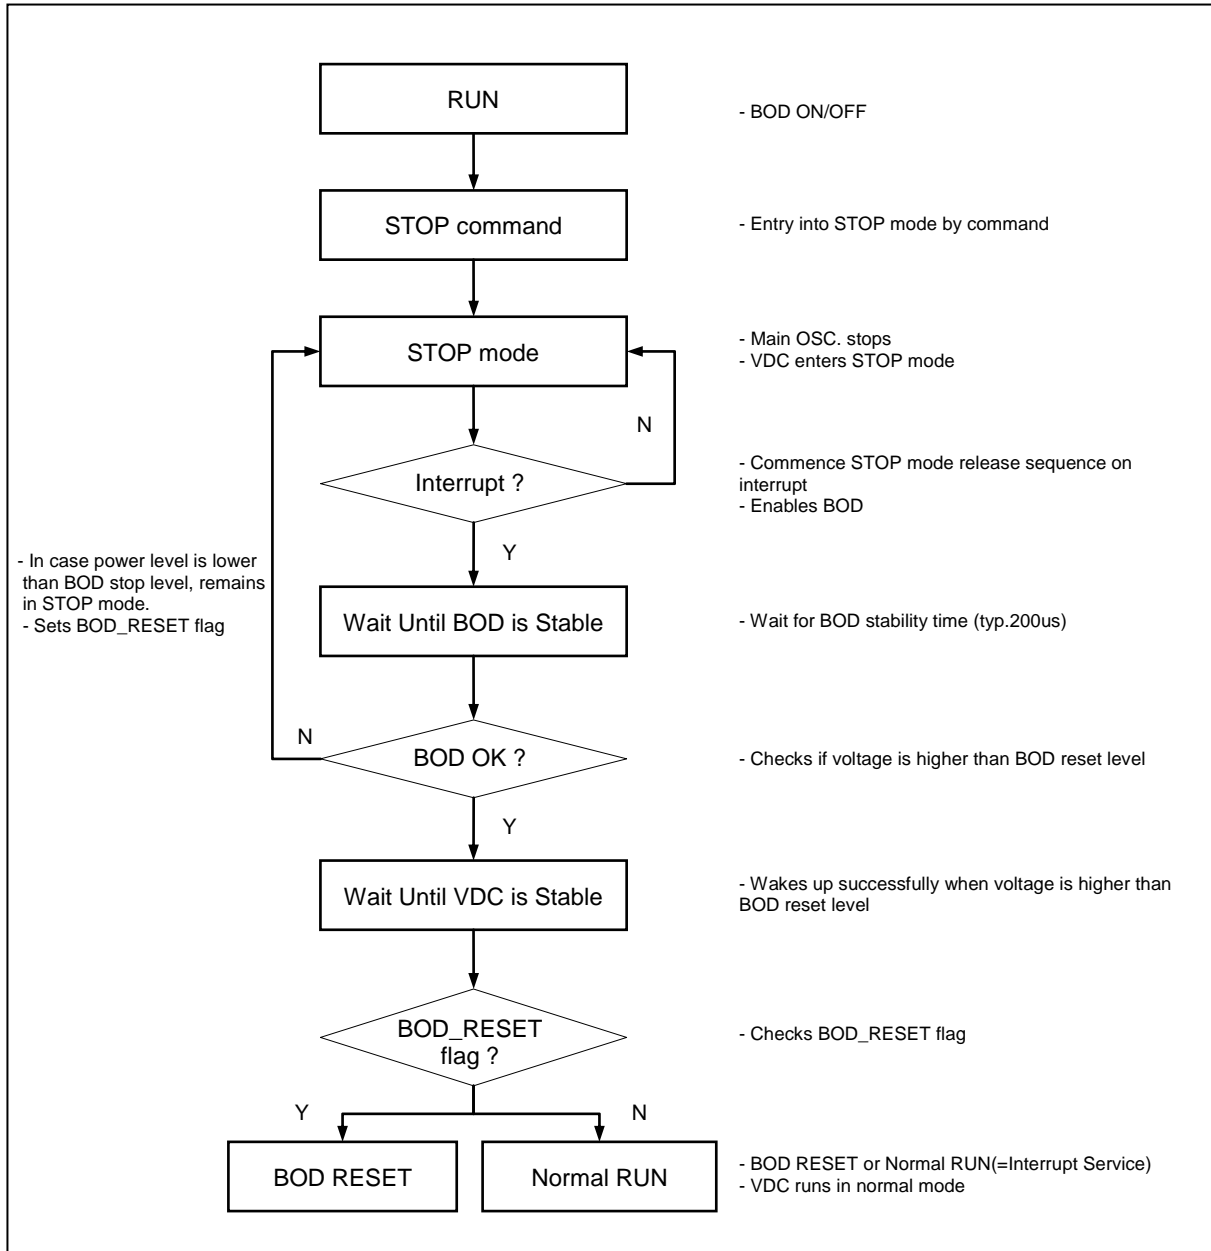 RUN
- BOD ON/OFF
STOP command
- Entry into STOP mode by command
STOP mode
- Main OSC. stops
- VDC enters STOP mode
N
Interrupt ?
- Commence STOP mode release sequence on
interrupt
- Enables BOD
Y
- In case power level is lower
than BOD stop level, remains
in STOP mode.
- Sets BOD_RESET flag
Wait Until BOD is Stable
- Wait for BOD stability time (typ.200us)
N
BOD OK ?
- Checks if voltage is higher than BOD reset level
Y
Wait Until VDC is Stable
- Wakes up successfully when voltage is higher than
BOD reset level
BOD_RESET
flag ?
- Checks BOD_RESET flag
Y
N
BOD RESET
Normal RUN
- BOD RESET or Normal RUN(=Interrupt Service)
- VDC runs in normal mode